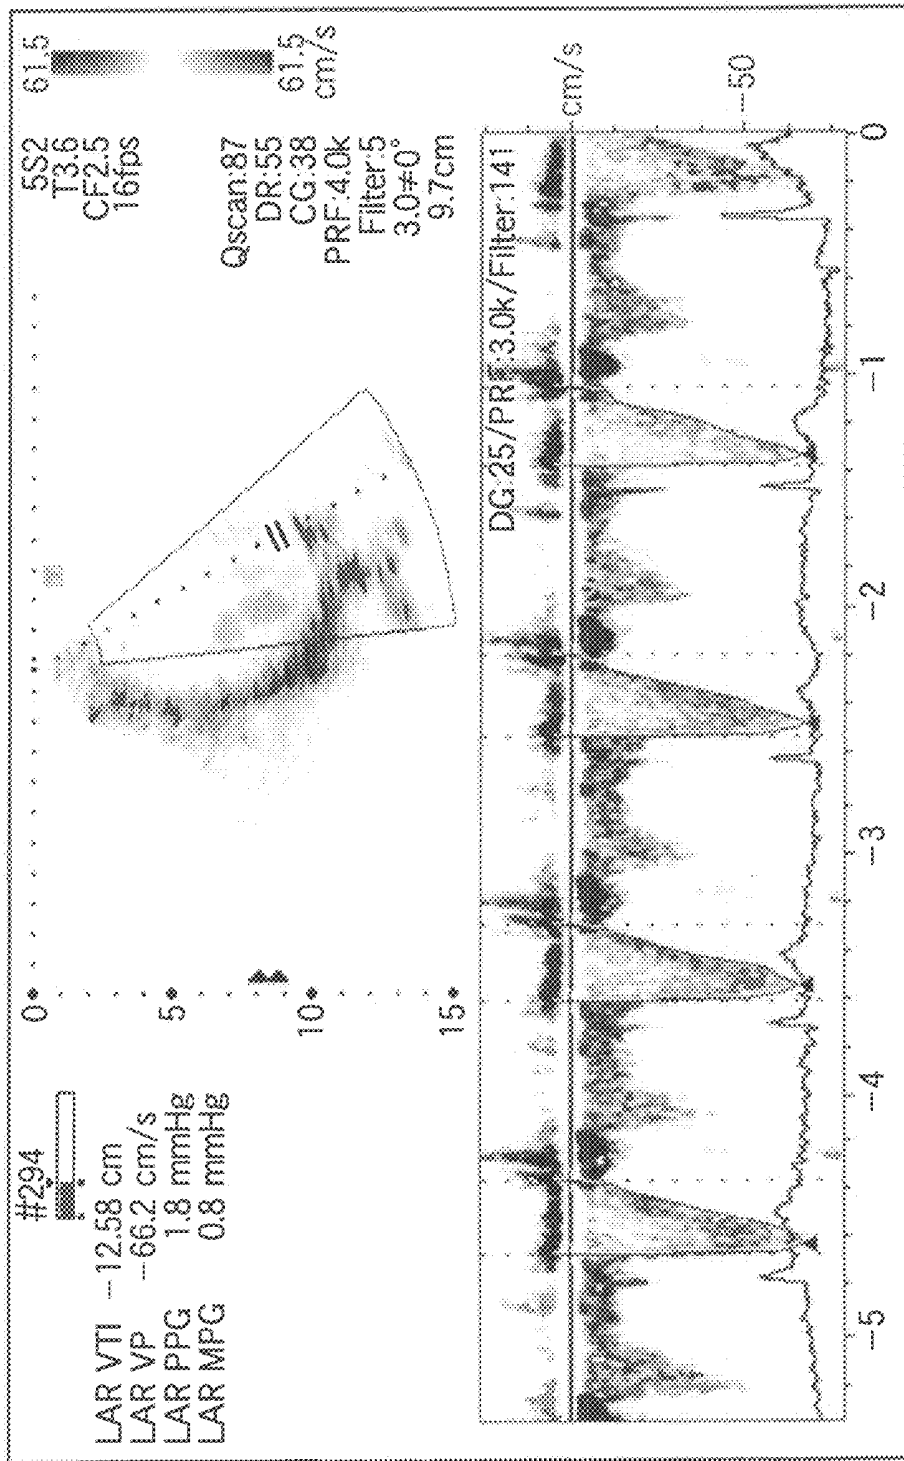 #294
LAR VTI −12.58 cm
LAR VP −66.2 cm/s
LAR PPG 1.8 mmHg
LAR MPG 0.8 mmHg
0
5
10
15
61.5
61.5
cm/s
5S2
T3.6
CF2.5
16fps
Qscan:87
DR:55
CG:38
PRF:4.0k
Filter:5
3.0≠0°
9.7cm
DG:25/PRF:3.0k/Filter:141
cm/s
−50
−5
−4
−3
−2
−1
0